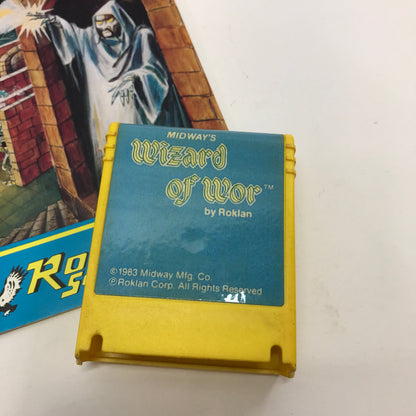 MIDWAY'S
Wizard
of Wor™
by Roklan
©1983 Midway Mfg. Co.
℗Roklan Corp. All Rights Reserved
Ro
S